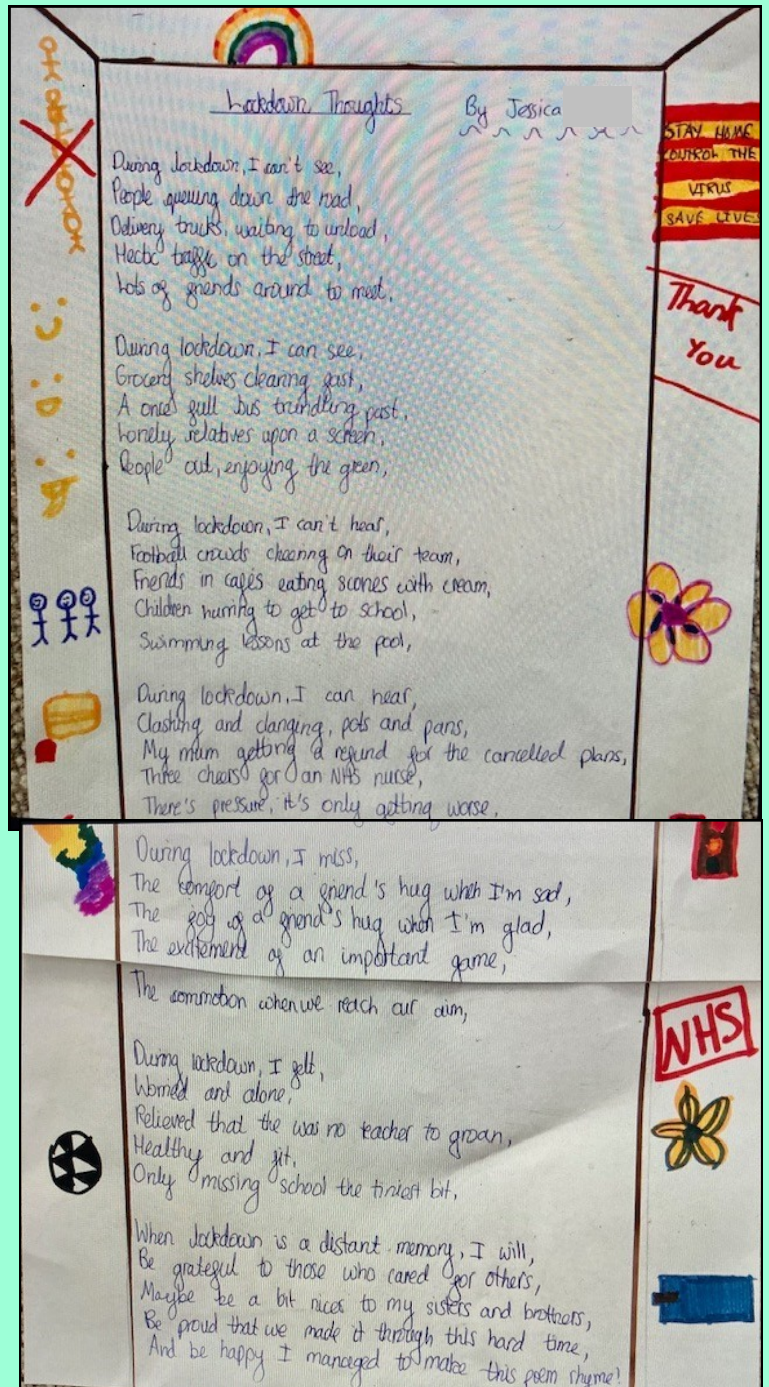 Lockdown Thoughts
By Jessica
During lockdown, I can't see,
People queuing down the road,
Delivery trucks, waiting to unload,
Hectic traffic on the street,
Lots of friends around to meet,
During lockdown, I can see,
Grocery shelves clearing fast,
A once full bus trundling past,
Lonely relatives upon a screen,
People out, enjoying the green,
During lockdown, I can't hear,
Football crowds cheering on their team,
Friends in cafés eating scones with cream,
Children hurring to get to school,
Swimming lessons at the pool,
During lockdown, I can hear,
Clashing and clanging, pots and pans,
My mum getting a refund for the cancelled plans,
Three cheers for an NHS nurse,
There's pressure, it's only getting worse,
During lockdown, I miss,
The comfort of a friend's hug when I'm sad,
The joy of a friend's hug when I'm glad,
The excitement of an important game,
The commotion when we reach our aim,
During lockdown, I felt,
Worried and alone,
Relieved that the was no teacher to groan,
Healthy and fit,
Only missing school the tiniest bit,
When lockdown is a distant memory, I will,
Be grateful to those who cared for others,
Maybe be a bit nicer to my sisters and brothers,
Be proud that we made it through this hard time,
And be happy I managed to make this poem rhyme!
STAY HOME
CONTROL THE
VIRUS
SAVE LIVES
Thank
You
NHS